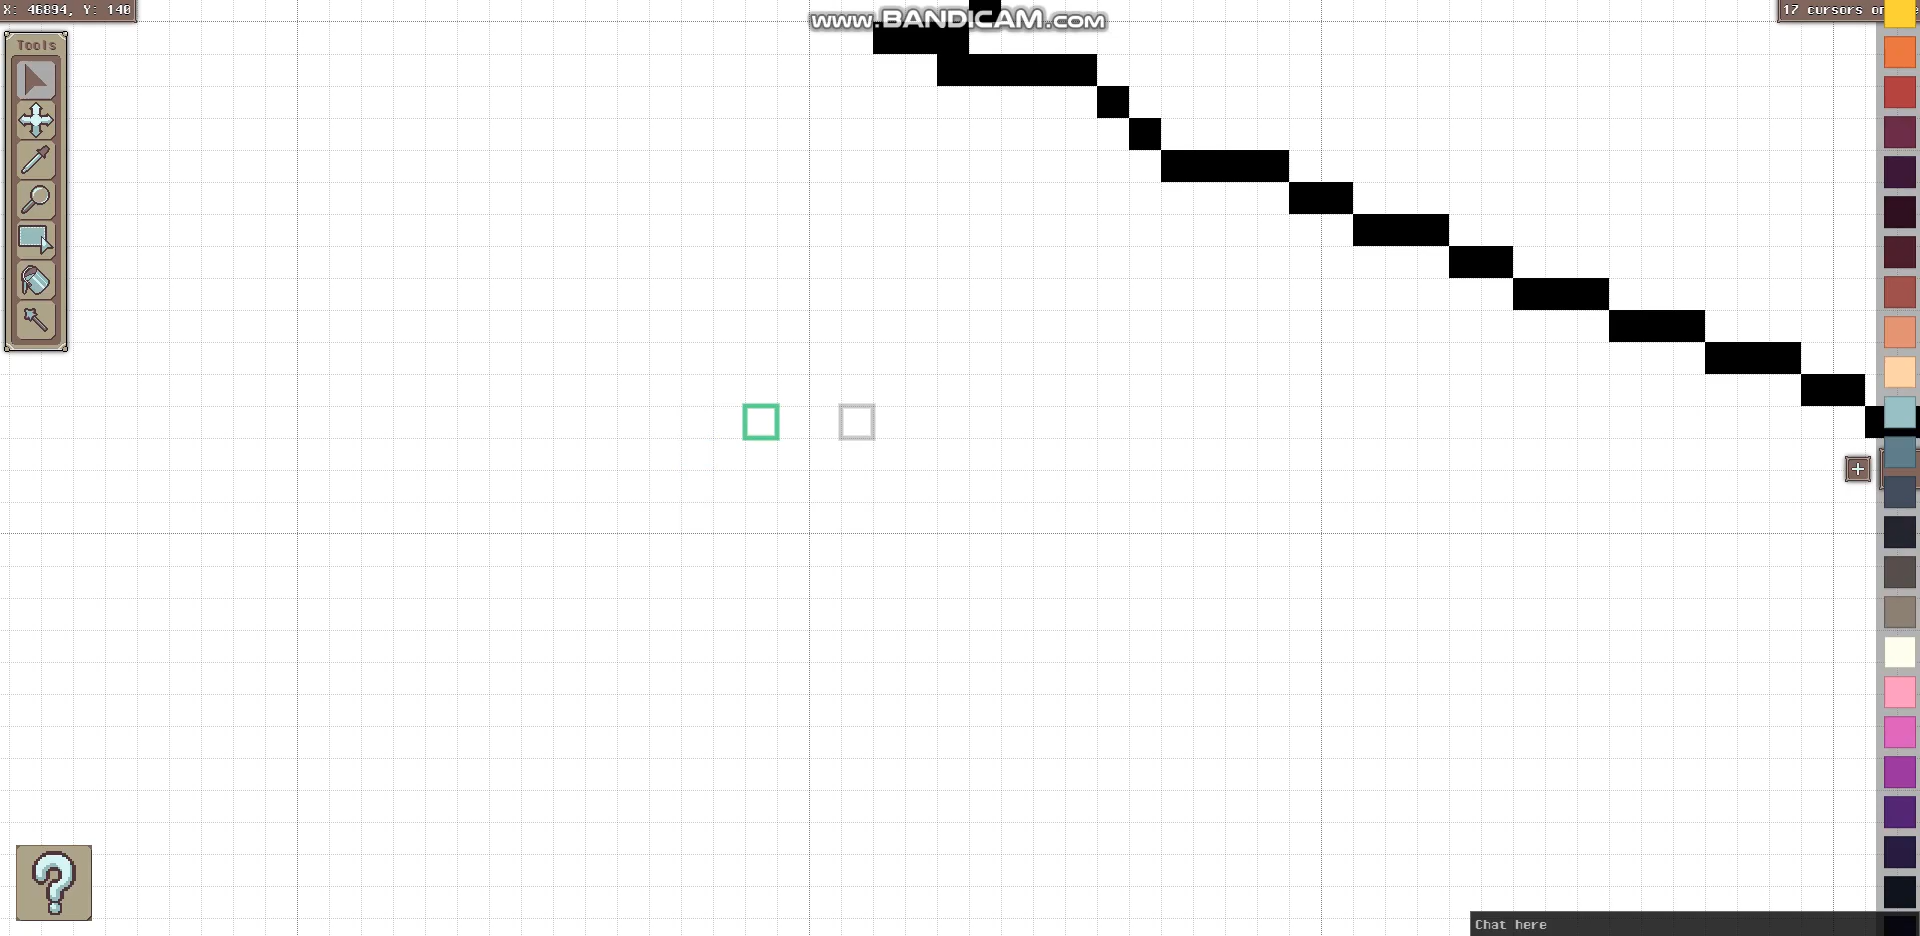 X: 46894, Y: 140
www.BANDICAM.com
17 cursors on
Tools
Chat here